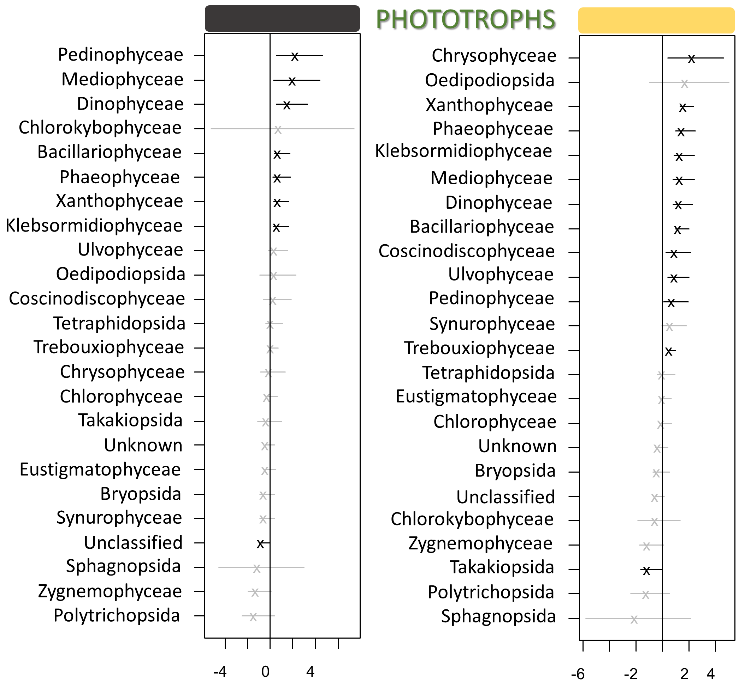 PHOTOTROPHS
Pedinophyceae
Mediophyceae
Dinophyceae
Chlorokybophyceae
Bacillariophyceae
Phaeophyceae
Xanthophyceae
Klebsormidiophyceae
Ulvophyceae
Oedipodiopsida
Coscinodiscophyceae
Tetraphidopsida
Trebouxiophyceae
Chrysophyceae
Chlorophyceae
Takakiopsida
Unknown
Eustigmatophyceae
Bryopsida
Synurophyceae
Unclassified
Sphagnopsida
Zygnemophyceae
Polytrichopsida
-4 0 4
Chrysophyceae
Oedipodiopsida
Xanthophyceae
Phaeophyceae
Klebsormidiophyceae
Mediophyceae
Dinophyceae
Bacillariophyceae
Coscinodiscophyceae
Ulvophyceae
Pedinophyceae
Synurophyceae
Trebouxiophyceae
Tetraphidopsida
Eustigmatophyceae
Chlorophyceae
Unknown
Bryopsida
Unclassified
Chlorokybophyceae
Zygnemophyceae
Takakiopsida
Polytrichopsida
Sphagnopsida
-6 -2 2 4